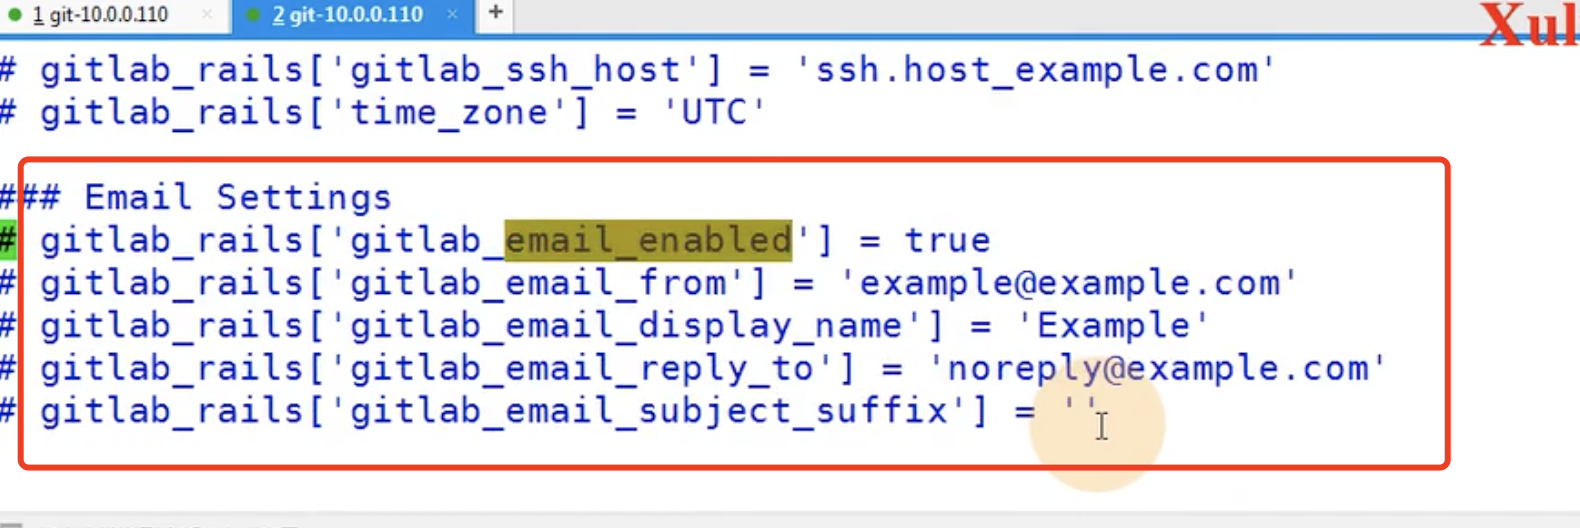 1 git-10.0.0.110 × 2 git-10.0.0.110 × +
Xul
# gitlab_rails['gitlab_ssh_host'] = 'ssh.host_example.com'
# gitlab_rails['time_zone'] = 'UTC'
### Email Settings
# gitlab_rails['gitlab_email_enabled'] = true
# gitlab_rails['gitlab_email_from'] = 'example@example.com'
# gitlab_rails['gitlab_email_display_name'] = 'Example'
# gitlab_rails['gitlab_email_reply_to'] = 'noreply@example.com'
# gitlab_rails['gitlab_email_subject_suffix'] = ''